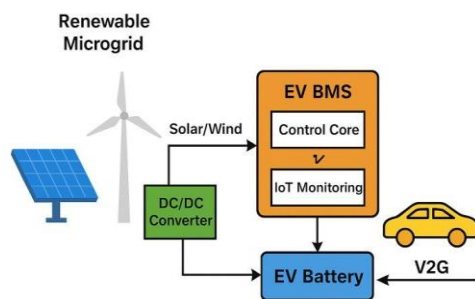 Renewable
Microgrid
Solar/Wind
DC/DC
Converter
EV BMS
Control Core
IoT Monitoring
EV Battery
V2G